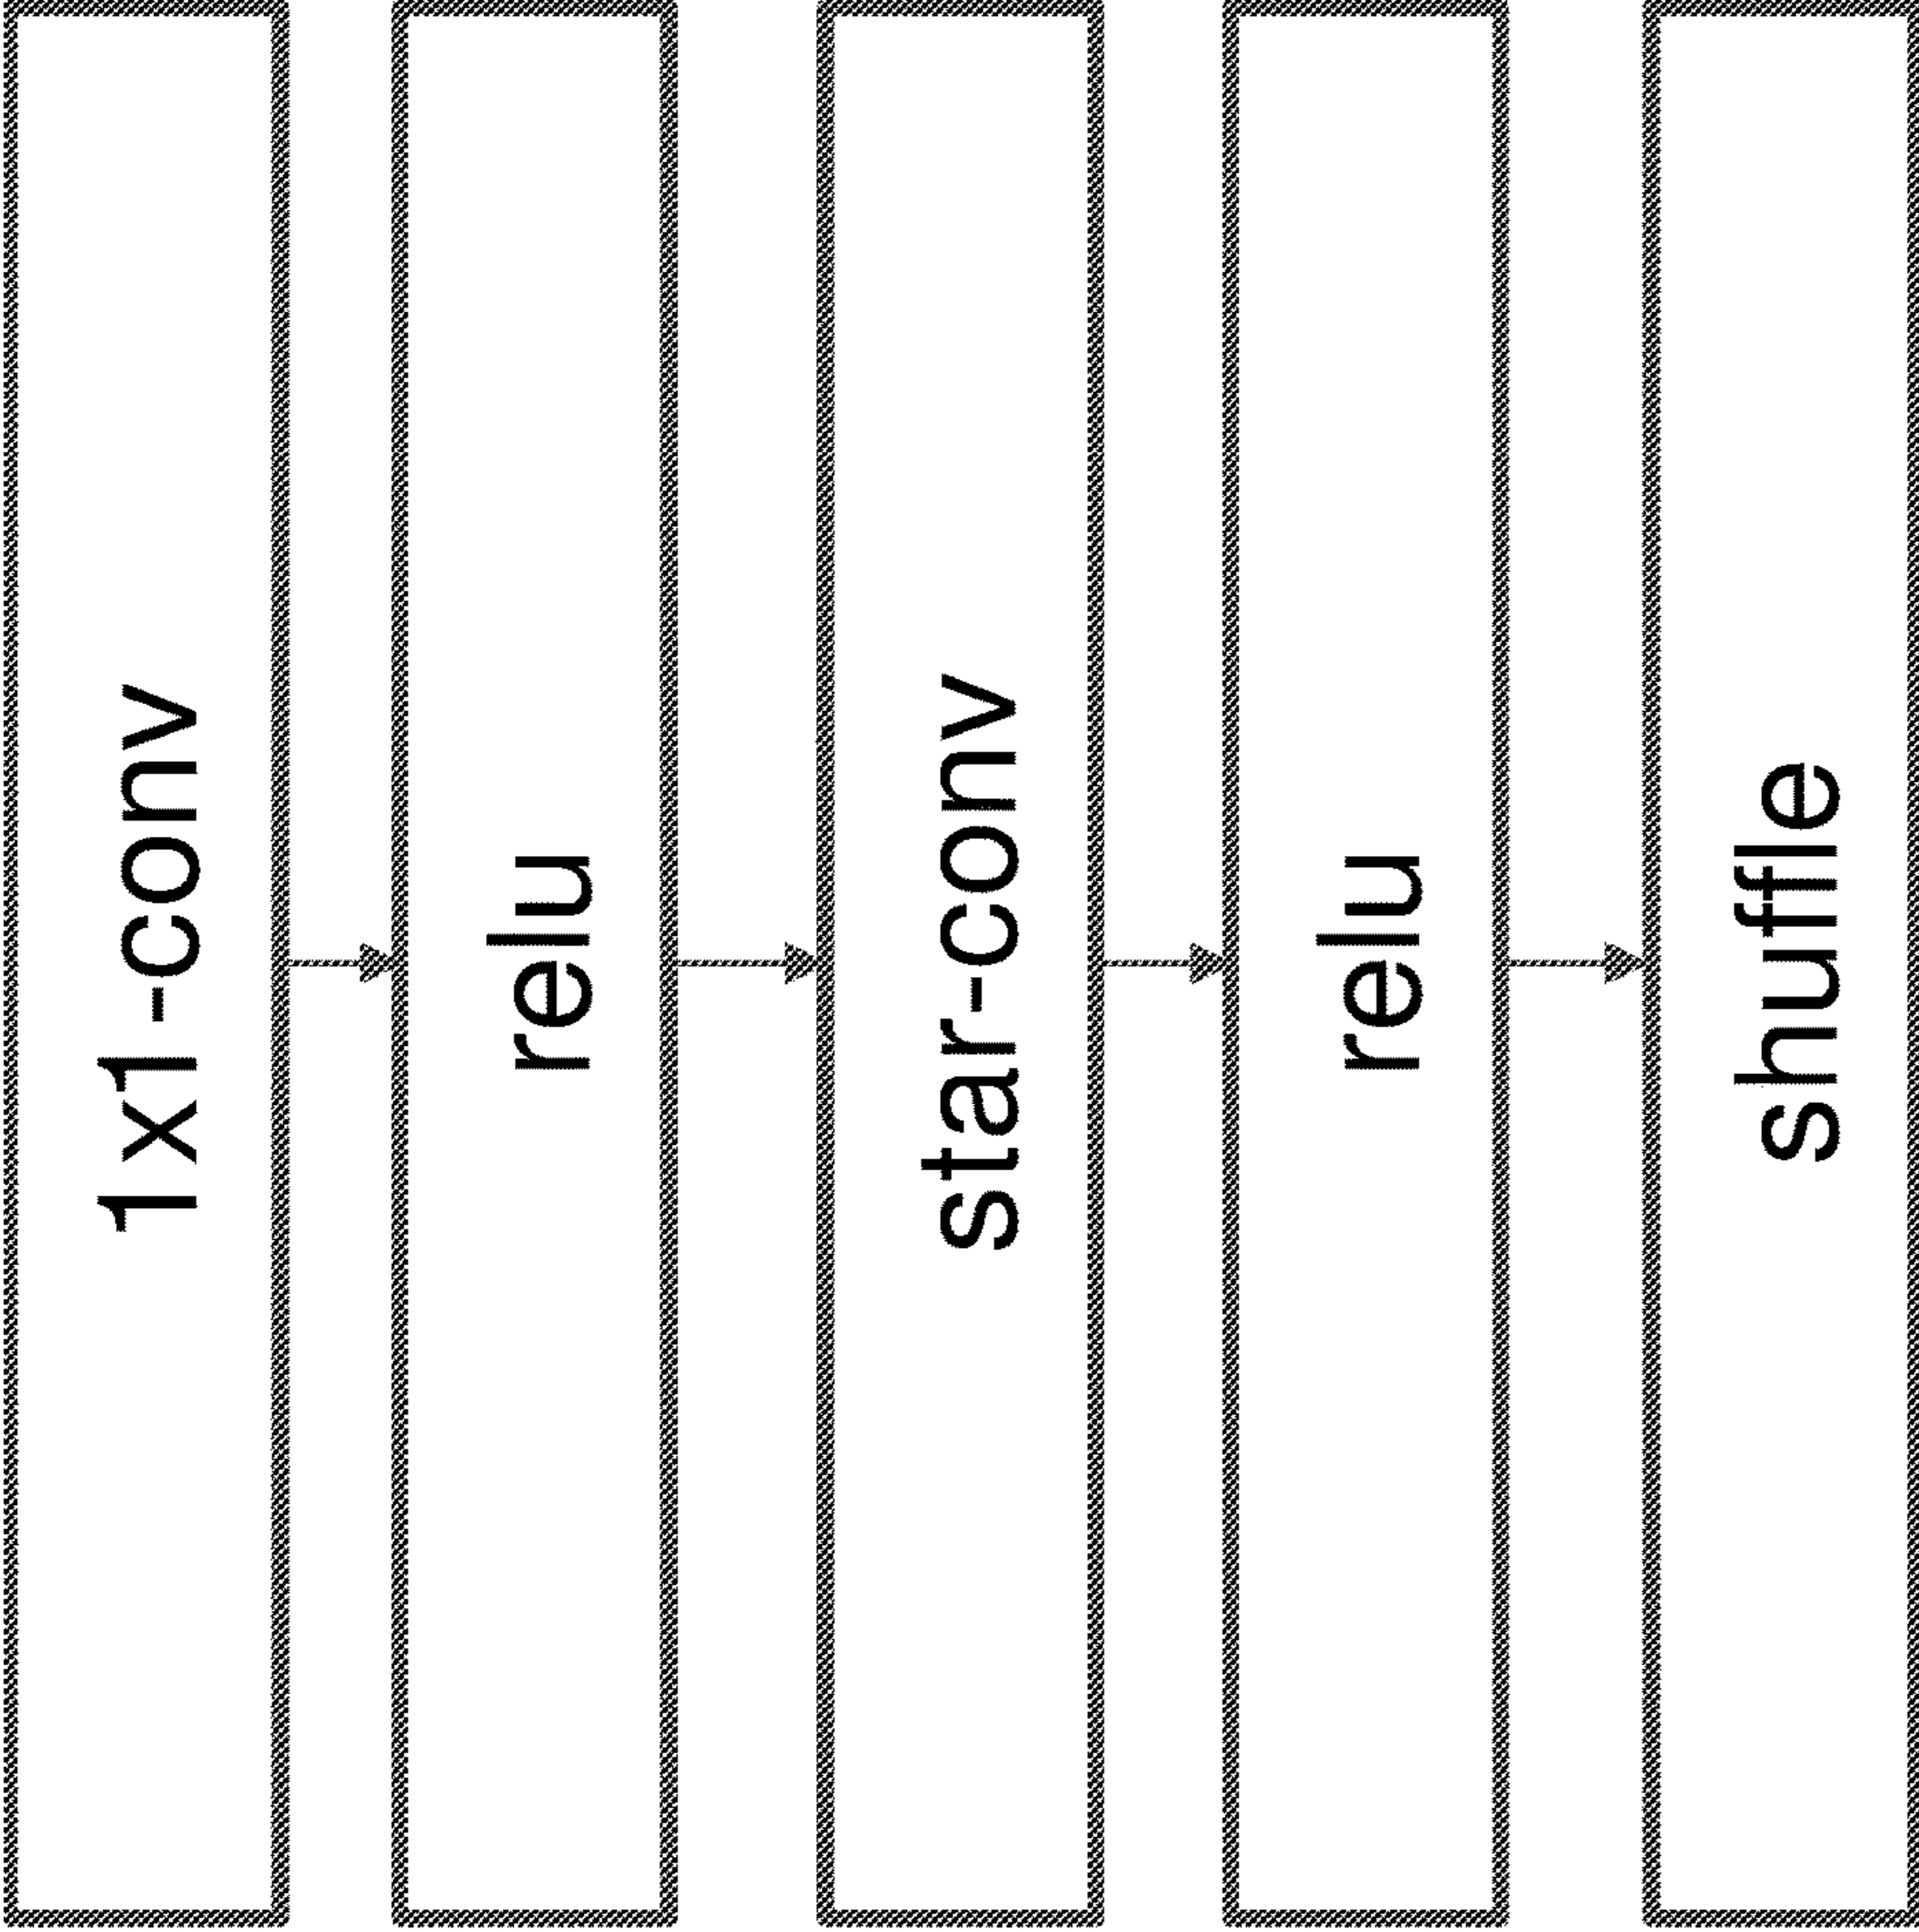 1x1-conv
relu
star-conv
relu
shuffle